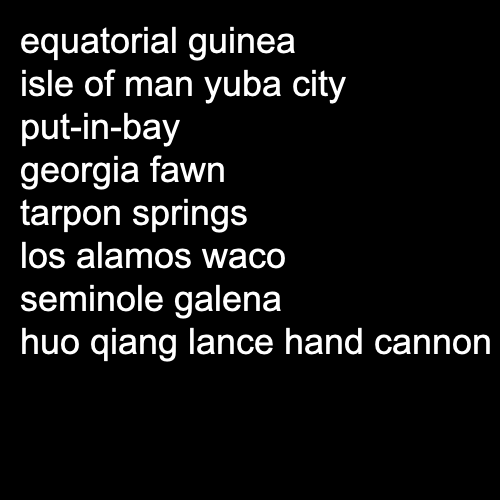 equatorial guinea
isle of man yuba city
put-in-bay
georgia fawn
tarpon springs
los alamos waco
seminole galena
huo qiang lance hand cannon